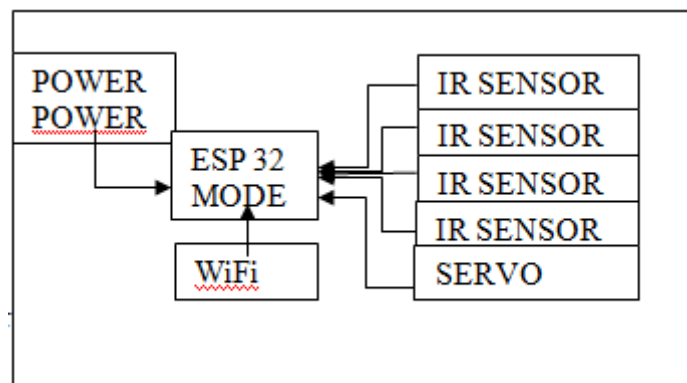 POWER
POWER
ESP 32
MODE
WiFi
IR SENSOR
IR SENSOR
IR SENSOR
IR SENSOR
SERVO